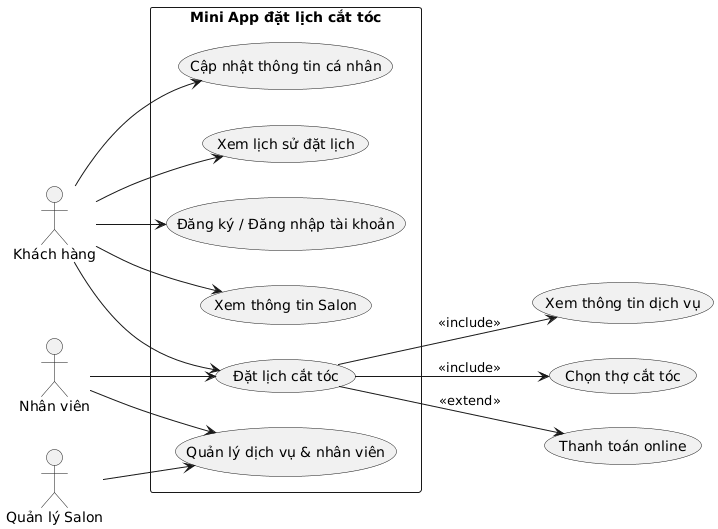 Mini App đặt lịch cắt tóc
Cập nhật thông tin cá nhân
Xem lịch sử đặt lịch
Đăng ký / Đăng nhập tài khoản
Khách hàng
Xem thông tin Salon
Xem thông tin dịch vụ
«include»
Đặt lịch cắt tóc
«include»
Chọn thợ cắt tóc
Nhân viên
«extend»
Thanh toán online
Quản lý dịch vụ & nhân viên
Quản lý Salon